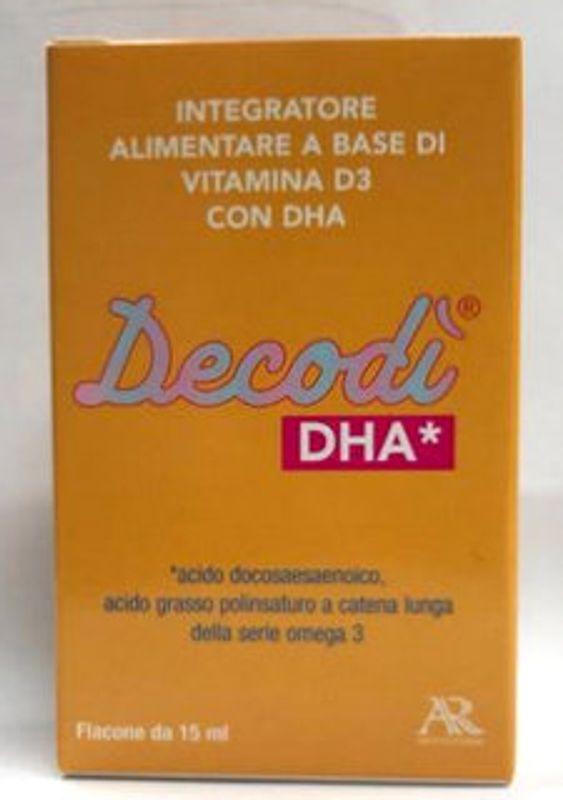 INTEGRATORE
ALIMENTARE A BASE DI
VITAMINA D3
CON DHA
Decodì®
DHA*
*acido docosaesaenoico,
acido grasso polinsaturo a catena lunga
della serie omega 3
Flacone da 15 ml
AR